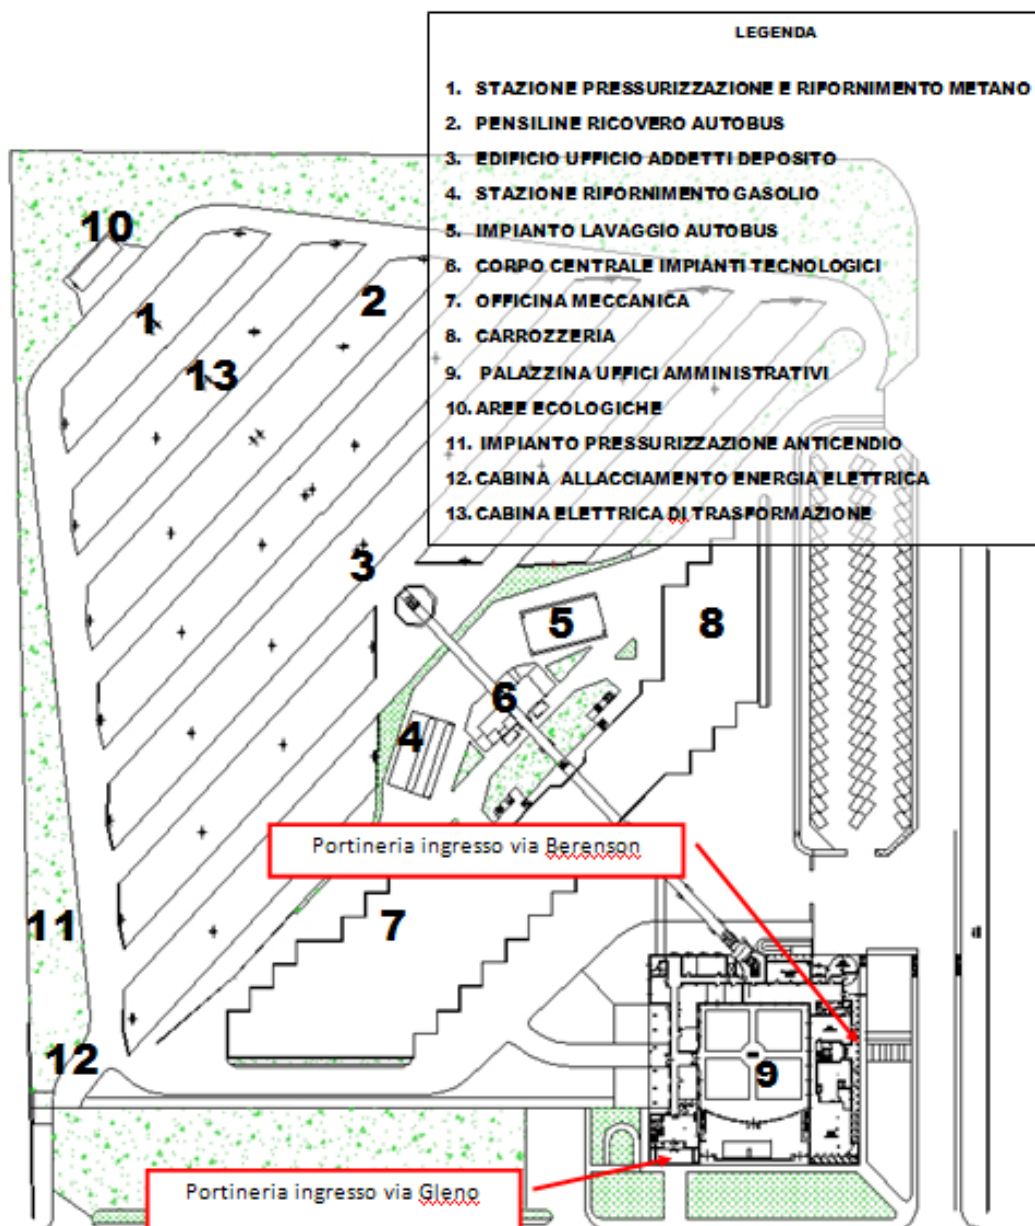 LEGENDA
1. STAZIONE PRESSURIZZAZIONE E RIFORNIMENTO METANO
2. PENSILINE RICOVERO AUTOBUS
3. EDIFICIO UFFICIO ADDETTI DEPOSITO
4. STAZIONE RIFORNIMENTO GASOLIO
5. IMPIANTO LAVAGGIO AUTOBUS
6. CORPO CENTRALE IMPIANTI TECNOLOGICI
7. OFFICINA MECCANICA
8. CARROZZERIA
9. PALAZZINA UFFICI AMMINISTRATIVI
10. AREE ECOLOGICHE
11. IMPIANTO PRESSURIZZAZIONE ANTICENDIO
12. CABINA ALLACCIAMENTO ENERGIA ELETTRICA
13. CABINA ELETTRICA DI TRASFORMAZIONE
10
1
2
13
3
5
8
6
4
Portineria ingresso via Berenson
7
11
12
9
Portineria ingresso via Gleno